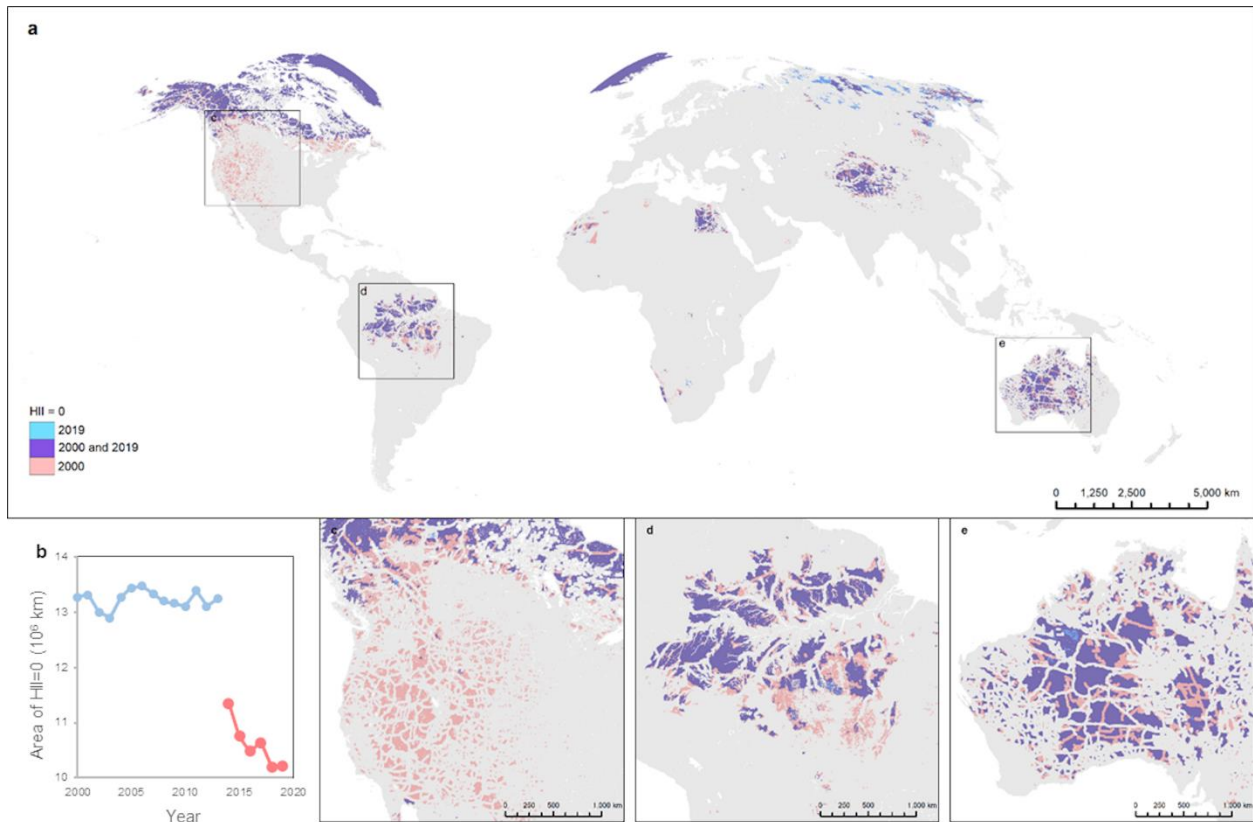 a
c
d
e
HII = 0
2019
2000 and 2019
2000
0 1,250 2,500 5,000 km
b
14
13
12
11
10
Area of HII=0 (10⁶ km)
2000 2005 2010 2015 2020
Year
c
0 250 500 1,000 km
d
0 250 500 1,000 km
e
0 250 500 1,000 km